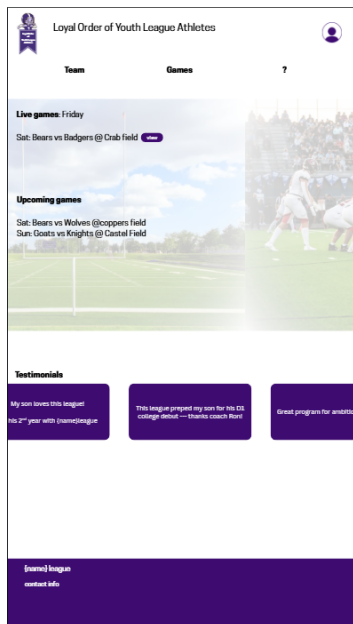 Loyal Order of Youth League Athletes
Team Games ?
Live games: Friday
Sat: Bears vs Badgers @ Crab field view
Upcoming games
Sat: Bears vs Wolves @coppers field
Sun: Goats vs Knights @ Castel Field
Testimonials
My son loves this league!
his 2nd year with {name}league
This league preped my son for his D1
college debut --- thanks coach Ron!
Great program for ambitio
{name} league
contact info